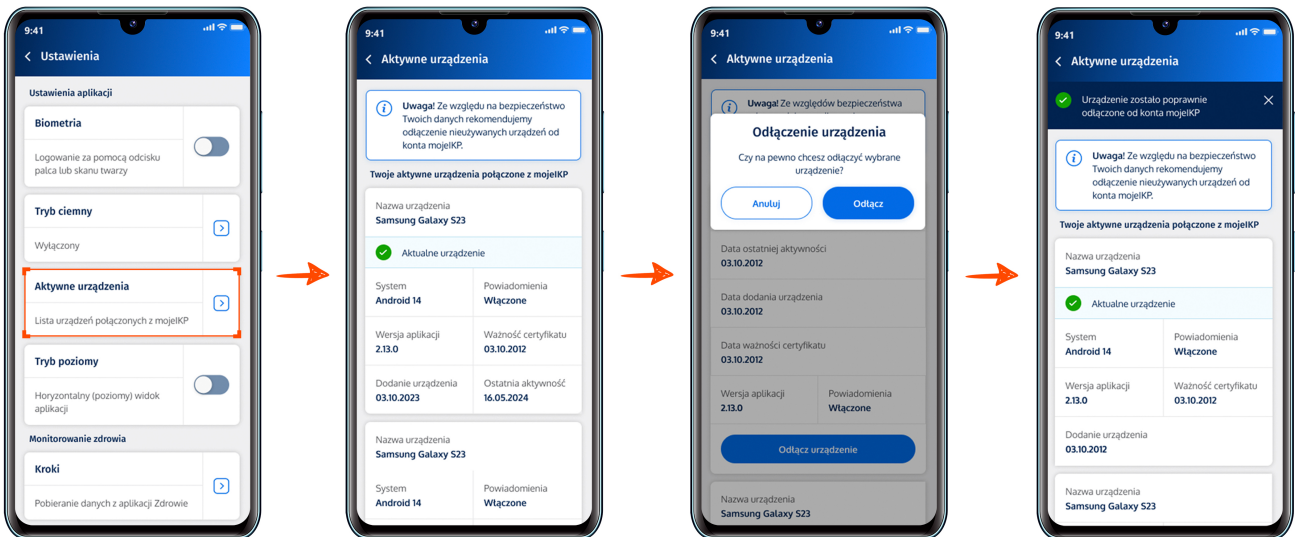 9:41
Ustawienia
Ustawienia aplikacji
Biometria
Logowanie za pomocą odcisku
palca lub skanu twarzy
Tryb ciemny
Wyłączony
Aktywne urządzenia
Lista urządzeń połączonych z mojeIKP
Tryb poziomy
Horyzontalny (poziomy) widok
aplikacji
Monitorowanie zdrowia
Kroki
Pobieranie danych z aplikacji Zdrowie
9:41
Aktywne urządzenia
Uwaga! Ze względu na bezpieczeństwo
Twoich danych rekomendujemy
odłączenie nieużywanych urządzeń od
konta mojeIKP.
Twoje aktywne urządzenia połączone z mojeIKP
Nazwa urządzenia
Samsung Galaxy S23
Aktualne urządzenie
System Powiadomienia
Android 14 Włączone
Wersja aplikacji Ważność certyfikatu
2.13.0 03.10.2012
Dodanie urządzenia Ostatnia aktywność
03.10.2023 16.05.2024
Nazwa urządzenia
Samsung Galaxy S23
System Powiadomienia
Android 14 Włączone
9:41
Aktywne urządzenia
Uwaga! Ze względów bezpieczeństwa
Odłączenie urządzenia
Czy na pewno chcesz odłączyć wybrane
urządzenie?
Anuluj Odłącz
Data ostatniej aktywności
03.10.2012
Data dodania urządzenia
03.10.2012
Data ważności certyfikatu
03.10.2012
Wersja aplikacji Powiadomienia
2.13.0 Włączone
Odłącz urządzenie
Nazwa urządzenia
Samsung Galaxy S23
9:41
Aktywne urządzenia
Urządzenie zostało poprawnie
odłączone od konta mojeIKP
Uwaga! Ze względu na bezpieczeństwo
Twoich danych rekomendujemy
odłączenie nieużywanych urządzeń od
konta mojeIKP.
Twoje aktywne urządzenia połączone z mojeIKP
Nazwa urządzenia
Samsung Galaxy S23
Aktualne urządzenie
System Powiadomienia
Android 14 Włączone
Wersja aplikacji Ważność certyfikatu
2.13.0 03.10.2012
Dodanie urządzenia
03.10.2012
Nazwa urządzenia
Samsung Galaxy S23